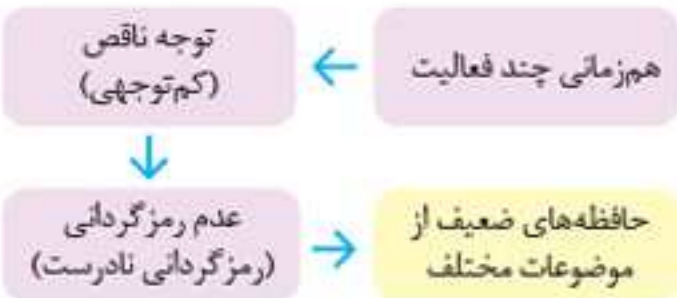 هم‌زمانی چند فعالیت
توجه ناقص
(کم‌توجهی)
عدم رمزگردانی
(رمزگردانی نادرست)
حافظه‌های ضعیف از
موضوعات مختلف